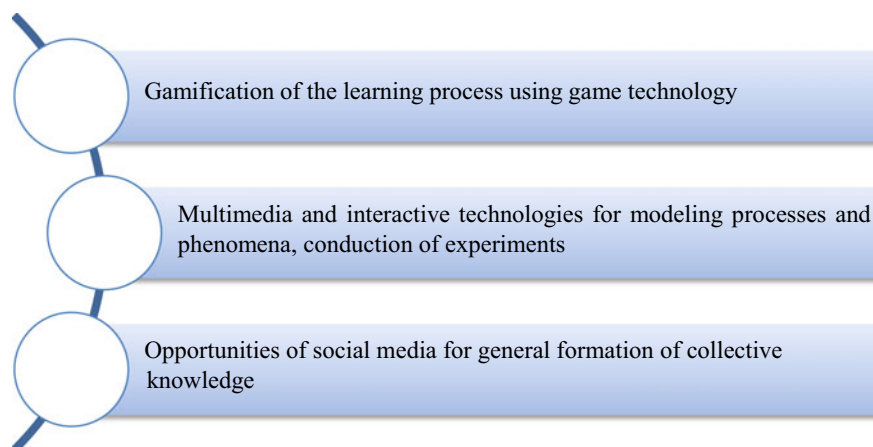 Gamification of the learning process using game technology
Multimedia and interactive technologies for modeling processes and
phenomena, conduction of experiments
Opportunities of social media for general formation of collective
knowledge